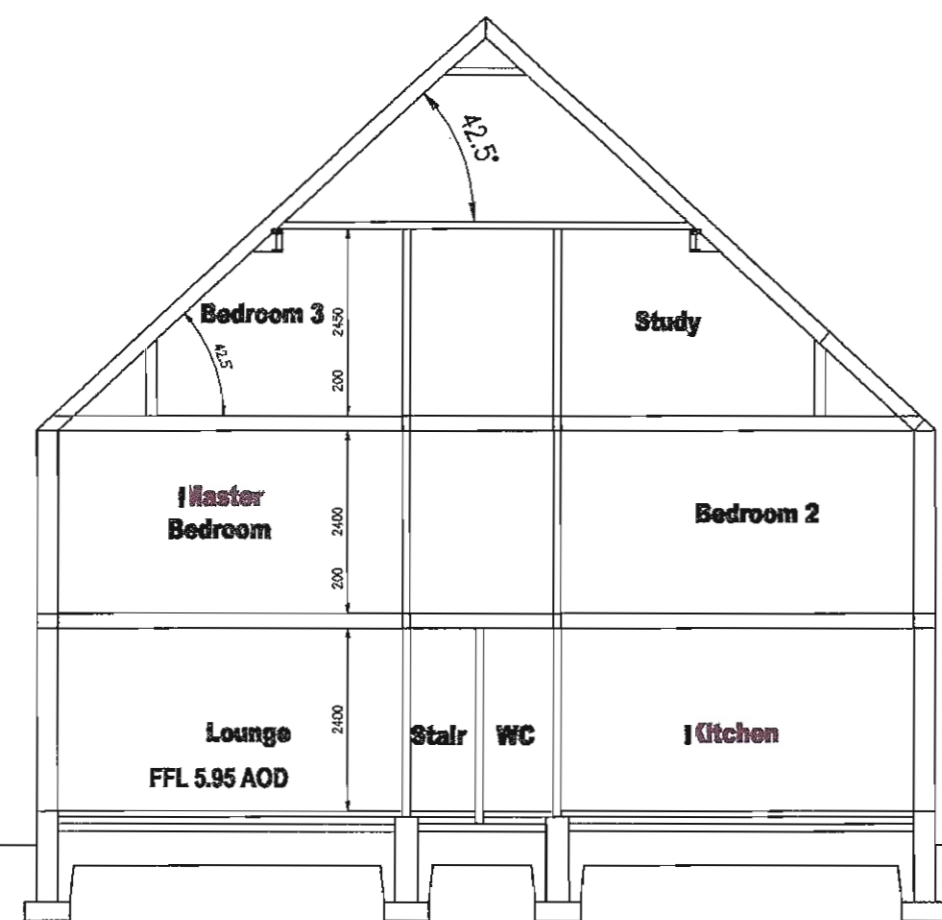 42.5°
Bedroom 3
2450
Study
42.5
200
Master
Bedroom
2400
Bedroom 2
200
Lounge
2400
Stair
WC
Kitchen
FFL 5.95 AOD